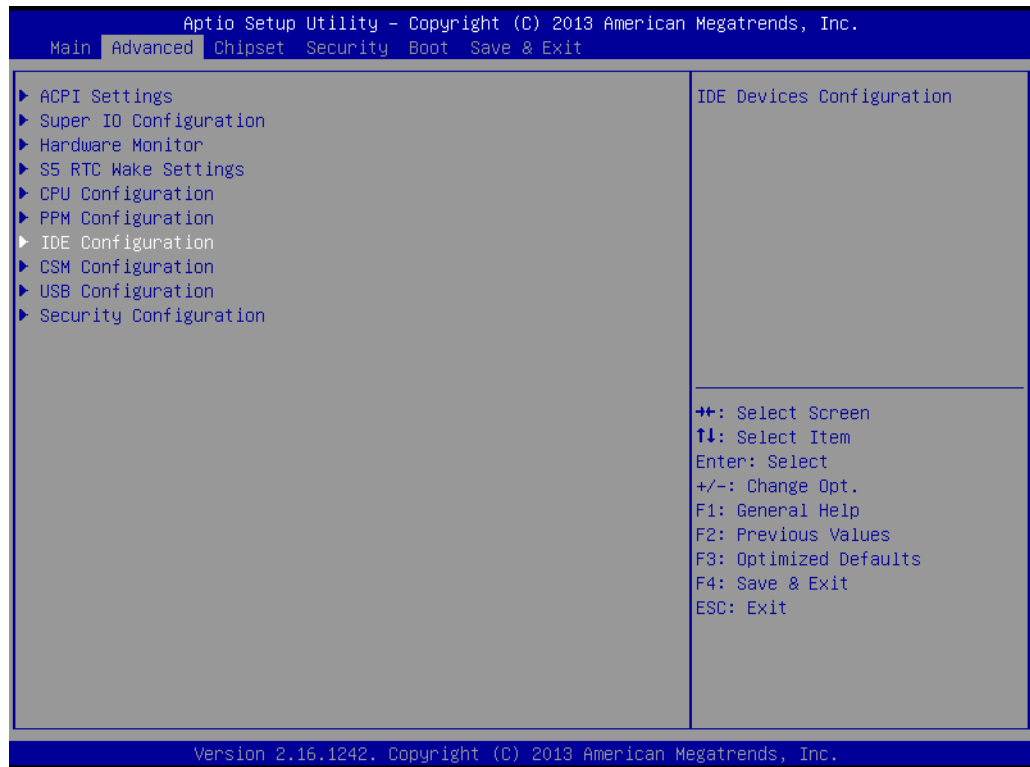 Aptio Setup Utility – Copyright (C) 2013 American Megatrends, Inc.
Main Advanced Chipset Security Boot Save & Exit
▶ ACPI Settings
▶ Super IO Configuration
▶ Hardware Monitor
▶ S5 RTC Wake Settings
▶ CPU Configuration
▶ PPM Configuration
▶ IDE Configuration
▶ CSM Configuration
▶ USB Configuration
▶ Security Configuration
IDE Devices Configuration
→←: Select Screen
↑↓: Select Item
Enter: Select
+/-: Change Opt.
F1: General Help
F2: Previous Values
F3: Optimized Defaults
F4: Save & Exit
ESC: Exit
Version 2.16.1242. Copyright (C) 2013 American Megatrends, Inc.